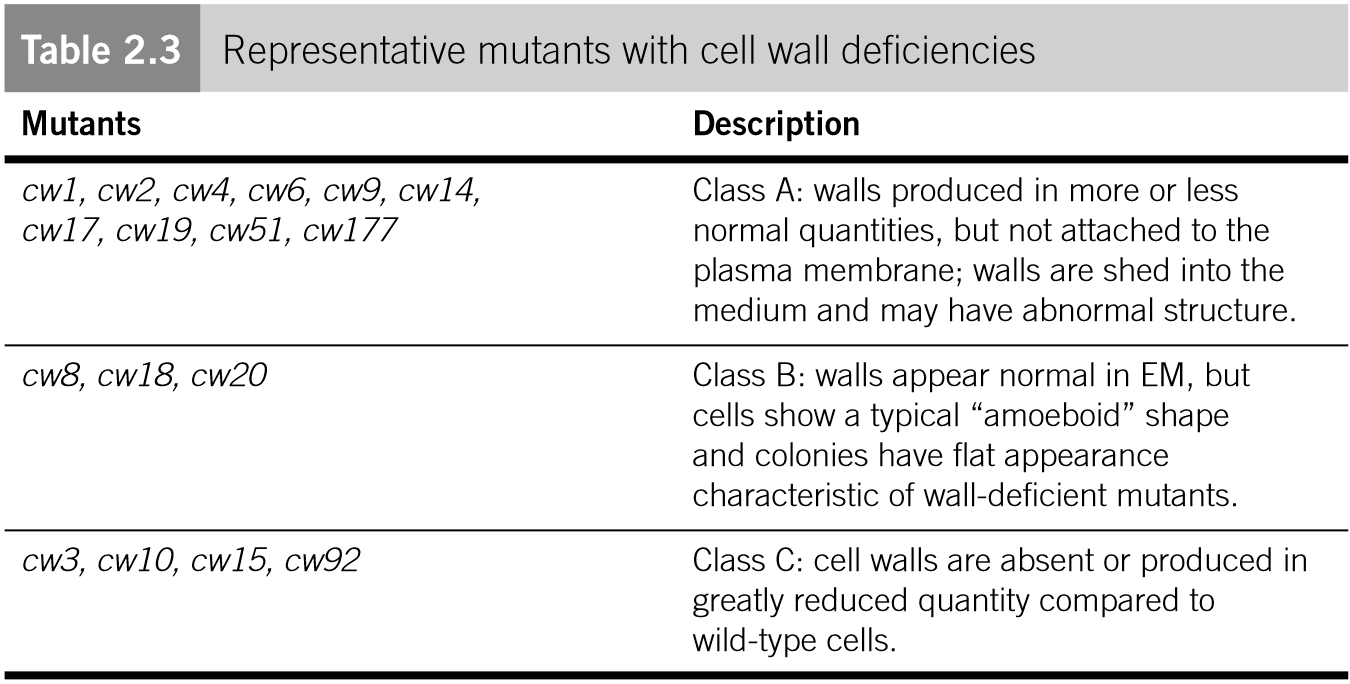 Table 2.3 Representative mutants with cell wall deficiencies
Mutants Description
cw1, cw2, cw4, cw6, cw9, cw14, Class A: walls produced in more or less
cw17, cw19, cw51, cw177 normal quantities, but not attached to the
plasma membrane; walls are shed into the
medium and may have abnormal structure.
cw8, cw18, cw20 Class B: walls appear normal in EM, but
cells show a typical “amoeboid” shape
and colonies have flat appearance
characteristic of wall-deficient mutants.
cw3, cw10, cw15, cw92 Class C: cell walls are absent or produced in
greatly reduced quantity compared to
wild-type cells.